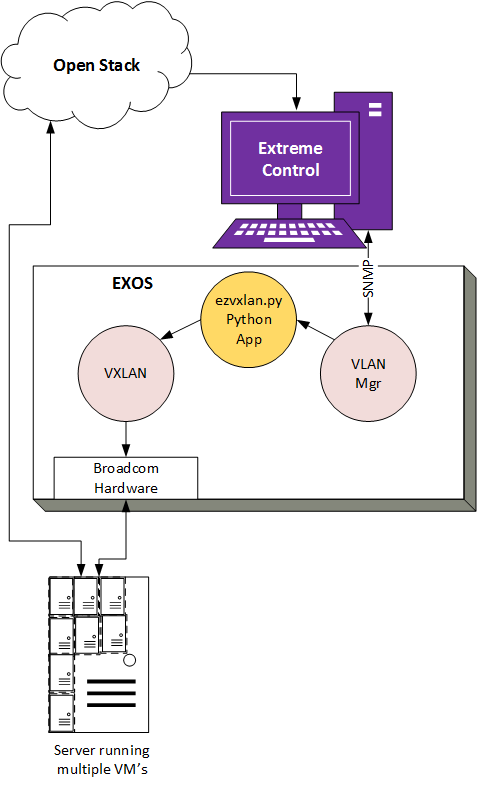 Open Stack
Extreme
Control
SNMP
EXOS
ezvxlan.py
Python
App
VXLAN
VLAN
Mgr
Broadcom
Hardware
Server running
multiple VM's